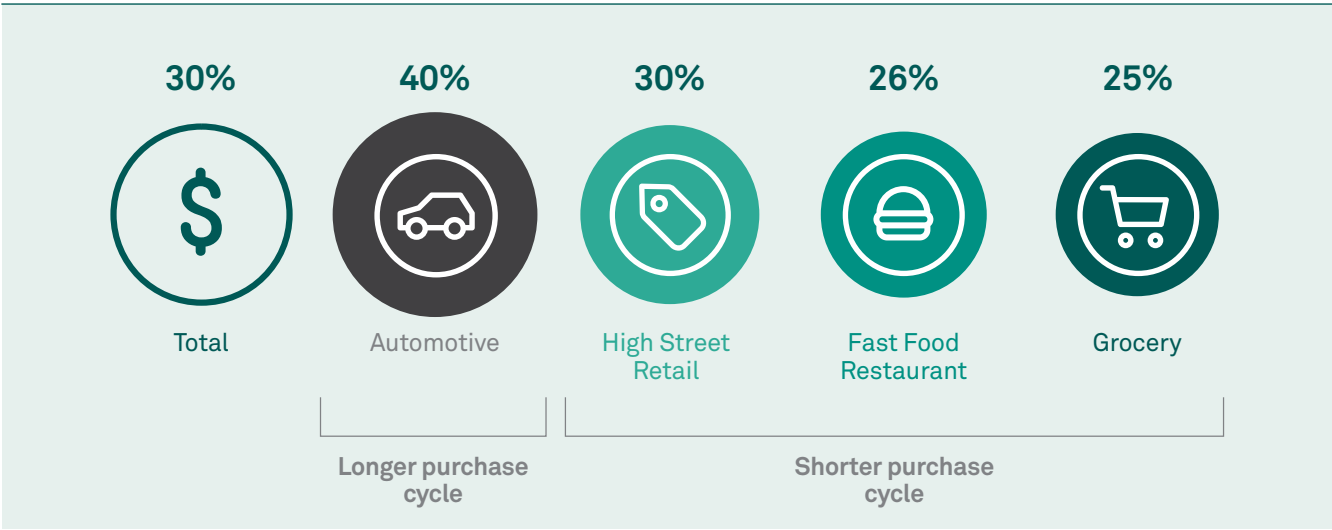 30%
40%
30%
26%
25%
$
Total
Automotive
High Street
Retail
Fast Food
Restaurant
Grocery
Longer purchase
cycle
Shorter purchase
cycle